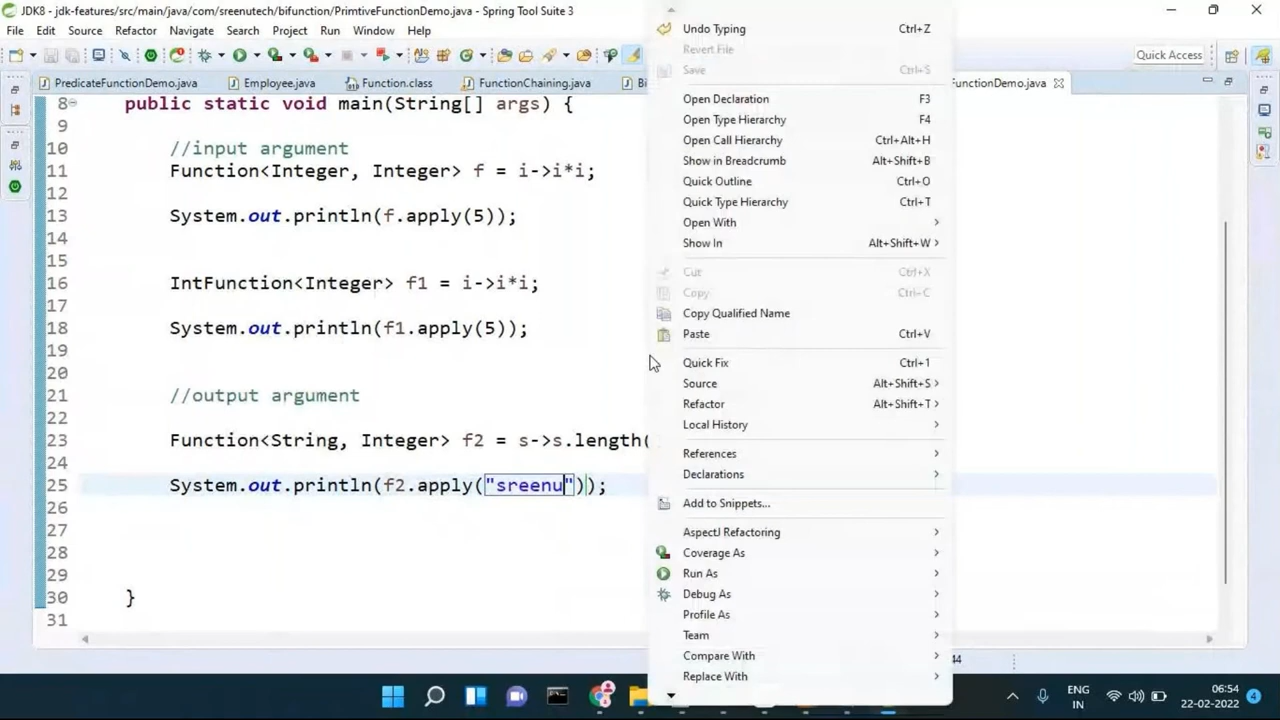 JDK8 - jdk-features/src/main/java/com/sreenutech/bifunction/PrimtiveFunctionDemo.java - Spring Tool Suite 3
File Edit Source Refactor Navigate Search Project Run Window Help
Quick Access
PredicateFunctionDemo.java Employee.java Function.class FunctionChaining.java Bi FunctionDemo.java
8 public static void main(String[] args) {
9
10 //input argument
11 Function<Integer, Integer> f = i->i*i;
12
13 System.out.println(f.apply(5));
14
15
16 IntFunction<Integer> f1 = i->i*i;
17
18 System.out.println(f1.apply(5));
19
20
21 //output argument
22
23 Function<String, Integer> f2 = s->s.length(
24
25 System.out.println(f2.apply("sreenu"));
26
27
28
29
30 }
31
Undo Typing Ctrl+Z
Revert File
Save Ctrl+S
Open Declaration F3
Open Type Hierarchy F4
Open Call Hierarchy Ctrl+Alt+H
Show in Breadcrumb Alt+Shift+B
Quick Outline Ctrl+O
Quick Type Hierarchy Ctrl+T
Open With
Show In Alt+Shift+W
Cut Ctrl+X
Copy Ctrl+C
Copy Qualified Name
Paste Ctrl+V
Quick Fix Ctrl+1
Source Alt+Shift+S
Refactor Alt+Shift+T
Local History
References
Declarations
Add to Snippets...
AspectJ Refactoring
Coverage As
Run As
Debug As
Profile As
Team
Compare With
Replace With
44
ENG
IN
06:54
22-02-2022
4